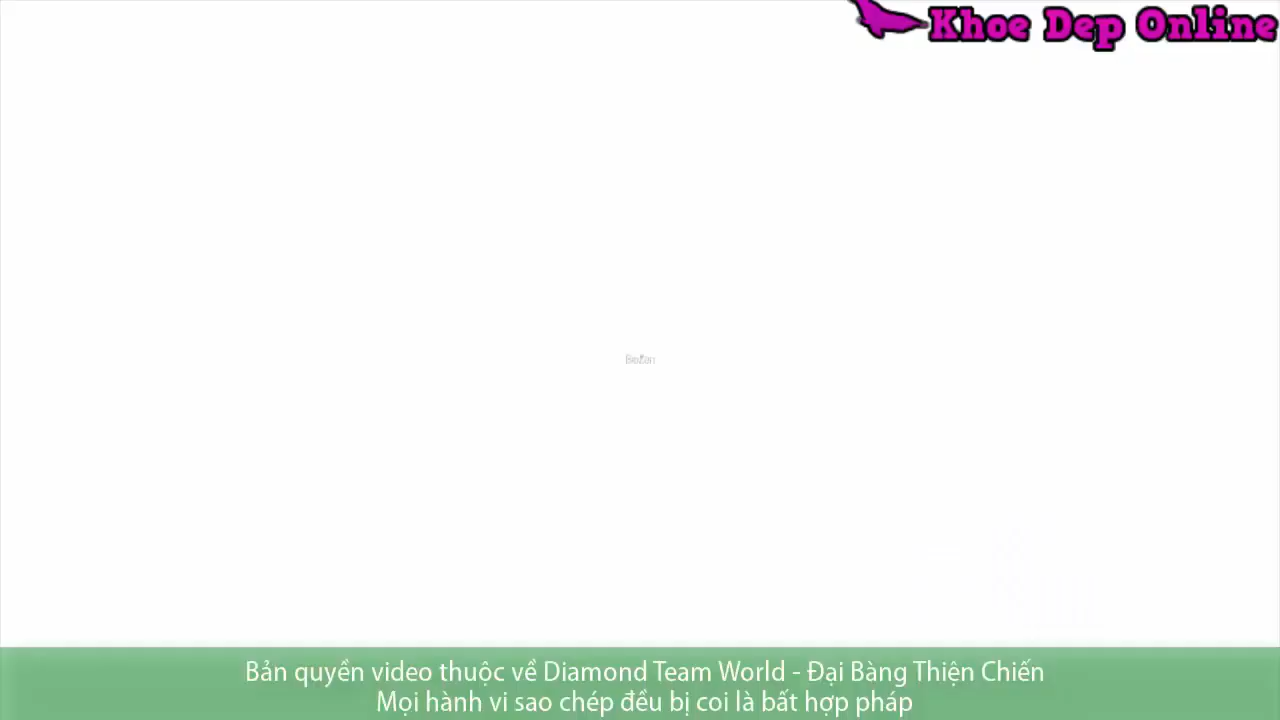 Khoe Dep Online
Bản quyền video thuộc về Diamond Team World - Đại Bàng Thiện Chiến
Mọi hành vi sao chép đều bị coi là bất hợp pháp